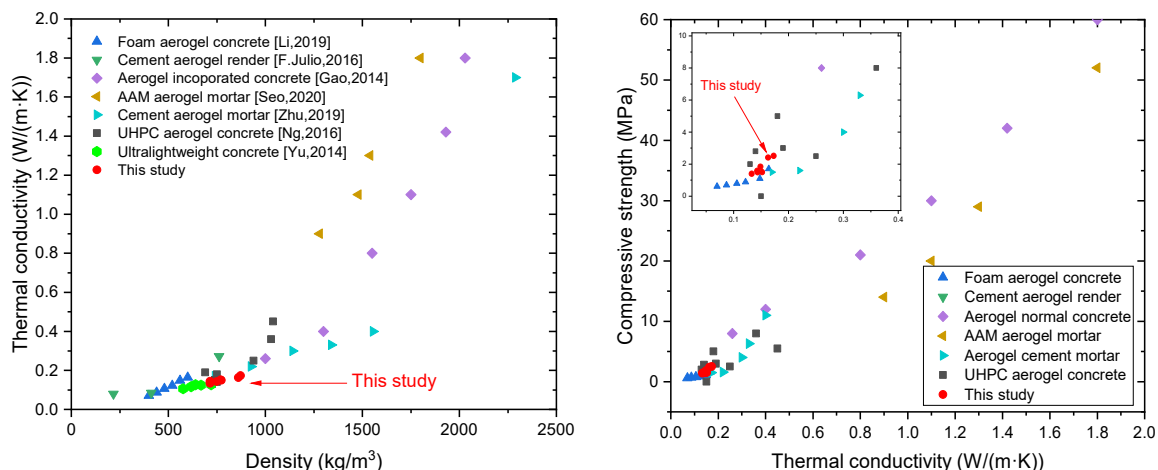 2.0
1.8
1.6
1.4
1.2
1.0
0.8
0.6
0.4
0.2
0.0
Thermal conductivity (W/(m·K))
Foam aerogel concrete [Li,2019]
Cement aerogel render [F.Julio,2016]
Aerogel incoporated concrete [Gao,2014]
AAM aerogel mortar [Seo,2020]
Cement aerogel mortar [Zhu,2019]
UHPC aerogel concrete [Ng,2016]
Ultralightweight concrete [Yu,2014]
This study
This study
0 500 1000 1500 2000 2500
Density (kg/m³)
60
50
40
30
20
10
0
Compressive strength (MPa)
10
8
6
4
2
0
This study
0.1 0.2 0.3 0.4
Foam aerogel concrete
Cement aerogel render
Aerogel normal concrete
AAM aerogel mortar
Aerogel cement mortar
UHPC aerogel concrete
This study
0.0 0.2 0.4 0.6 0.8 1.0 1.2 1.4 1.6 1.8 2.0
Thermal conductivity (W/(m·K))